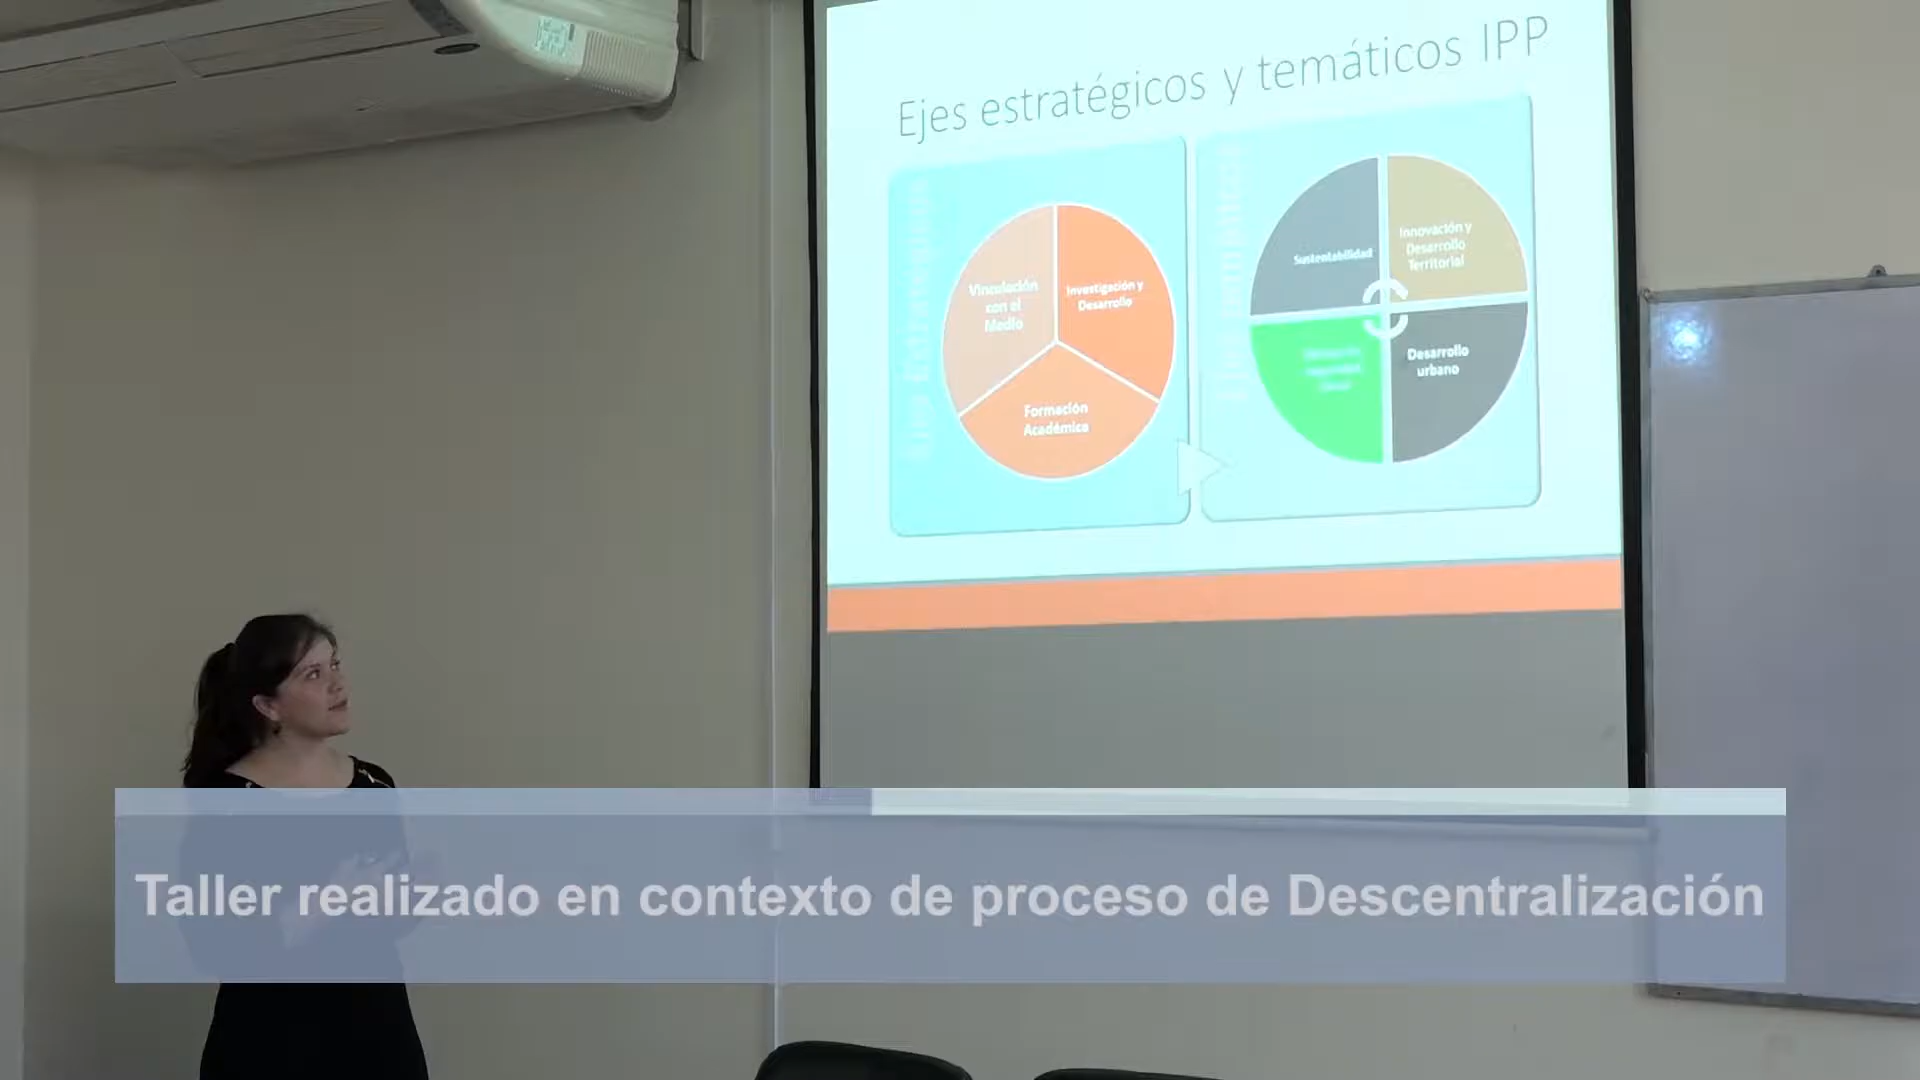 Ejes estratégicos y temáticos IPP
Vinculación
con el
Medio
Investigación y
Desarrollo
Formación
Académica
Sustentabilidad
Innovación y
Desarrollo
Territorial
Desarrollo
urbano
Taller realizado en contexto de proceso de Descentralización